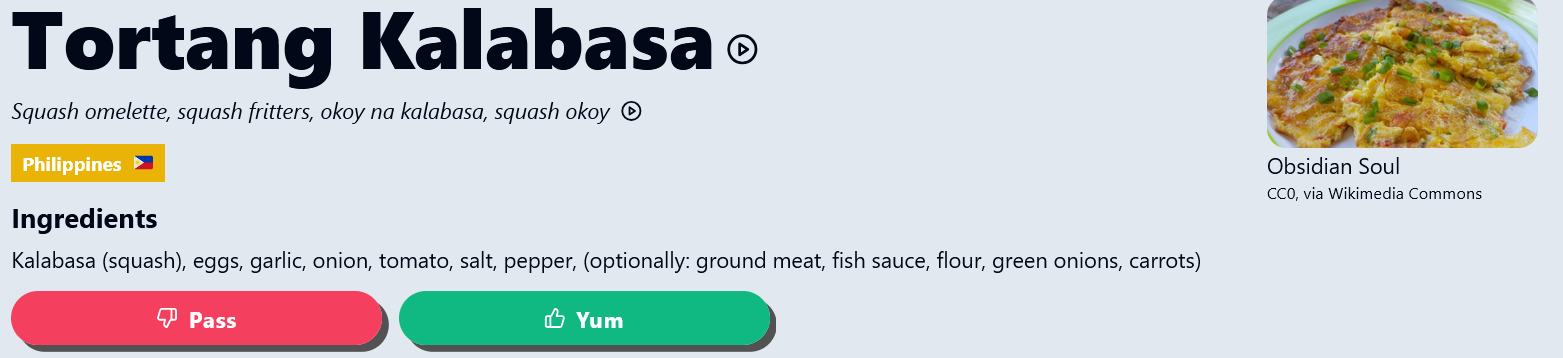 Tortang Kalabasa
Squash omelette, squash fritters, okoy na kalabasa, squash okoy
Philippines
Obsidian Soul
CC0, via Wikimedia Commons
Ingredients
Kalabasa (squash), eggs, garlic, onion, tomato, salt, pepper, (optionally: ground meat, fish sauce, flour, green onions, carrots)
Pass
Yum